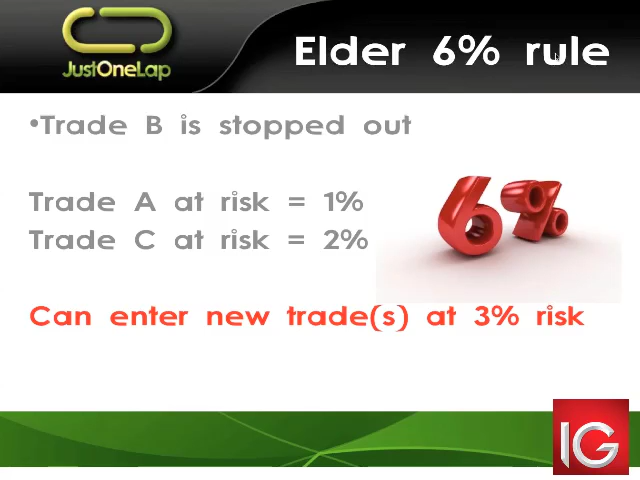 JustOneLap
Elder 6% rule
•Trade B is stopped out
Trade A at risk = 1%
Trade C at risk = 2%
6%
Can enter new trade(s) at 3% risk
IG